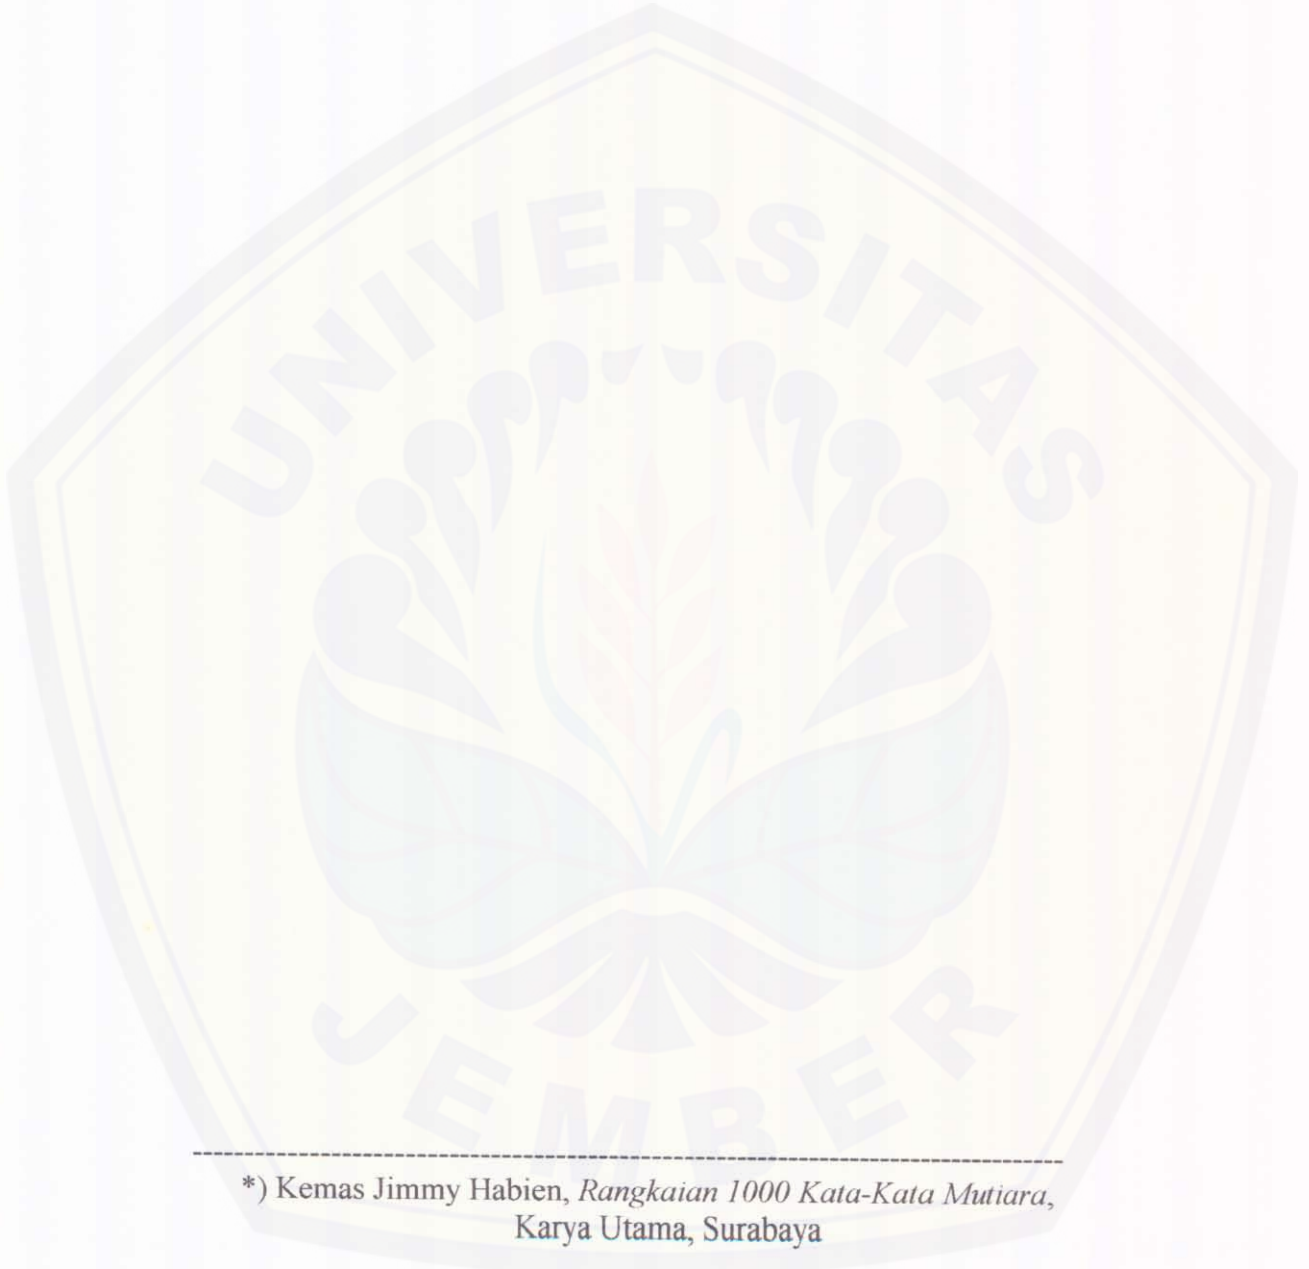 UNIVERSITAS
JEMBER
*) Kemas Jimmy Habien, Rangkaian 1000 Kata-Kata Mutiara,
Karya Utama, Surabaya